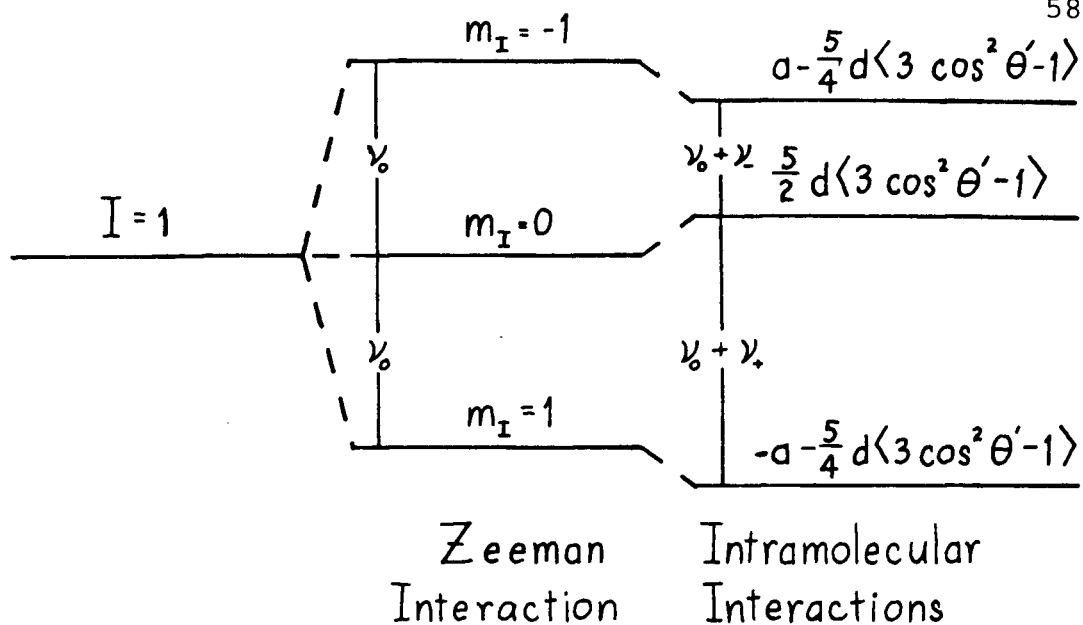 58
m_I = -1
a - 5/4 d⟨3 cos² θ′-1⟩
ν₀
ν₀ + ν₋
5/2 d⟨3 cos² θ′-1⟩
I = 1
m_I = 0
ν₀
ν₀ + ν₊
m_I = 1
-a - 5/4 d⟨3 cos² θ′-1⟩
Zeeman Intramolecular
Interaction Interactions